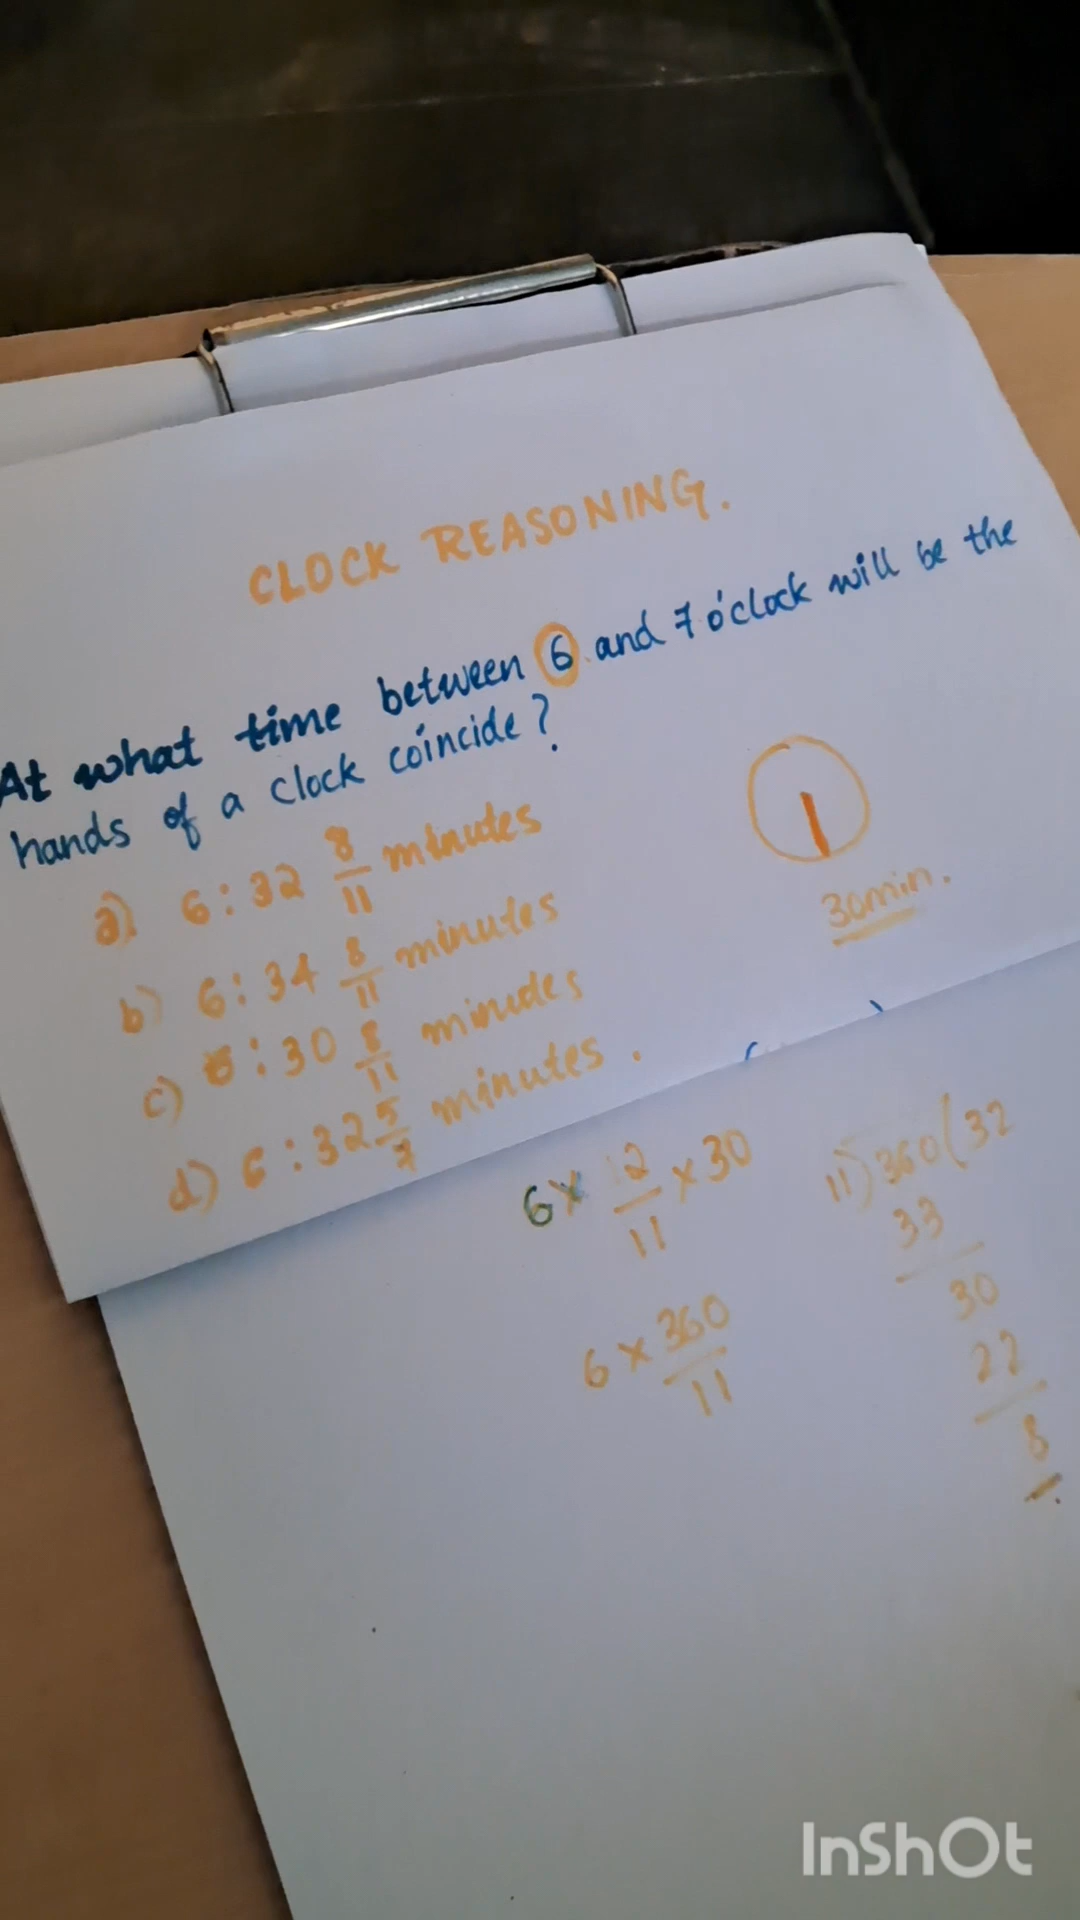 CLOCK REASONING.
At what time between 6 and 7 o'clock will be the
hands of a clock coincide?
a) 6:32 8/11 minutes
b) 6:34 8/11 minutes
c) 6:30 8/11 minutes
d) 6:32 5/7 minutes.
30min.
6 x 12/11 x 30
6 x 360/11
11) 360 ( 32
33
30
22
8
InShOt